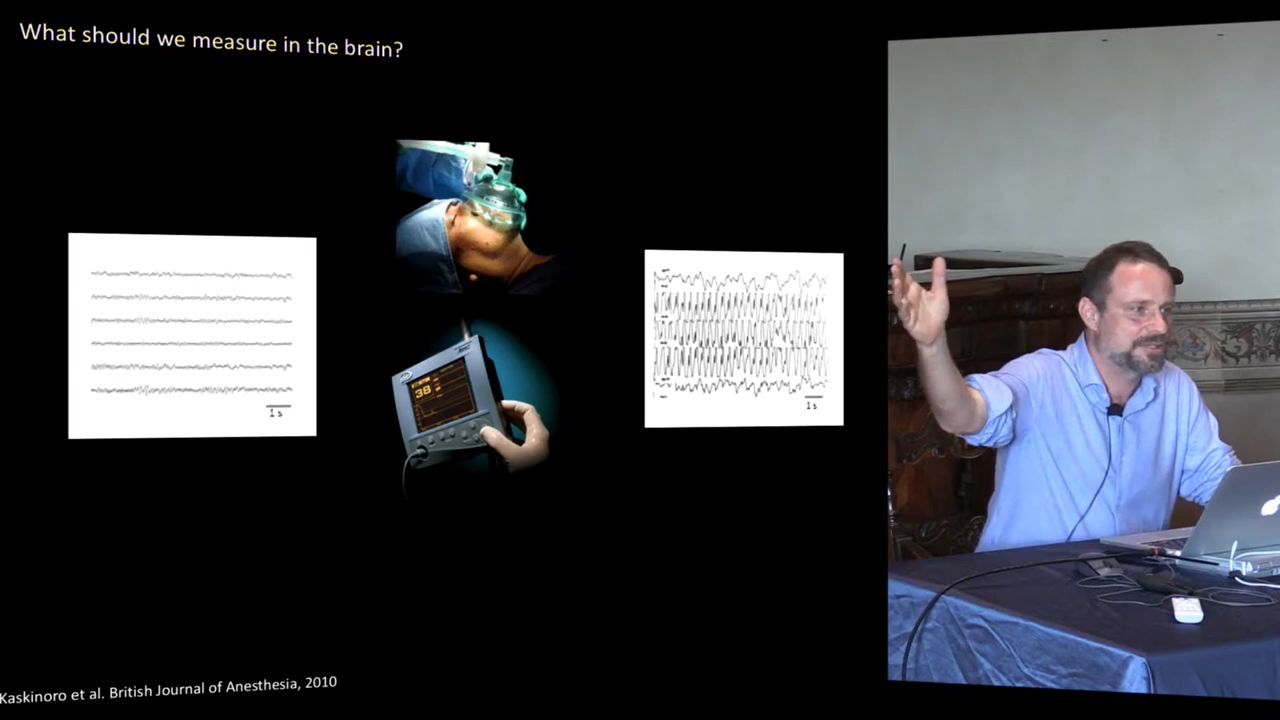 What should we measure in the brain?
1 s
38
1 s
Kaskinoro et al. British Journal of Anesthesia, 2010